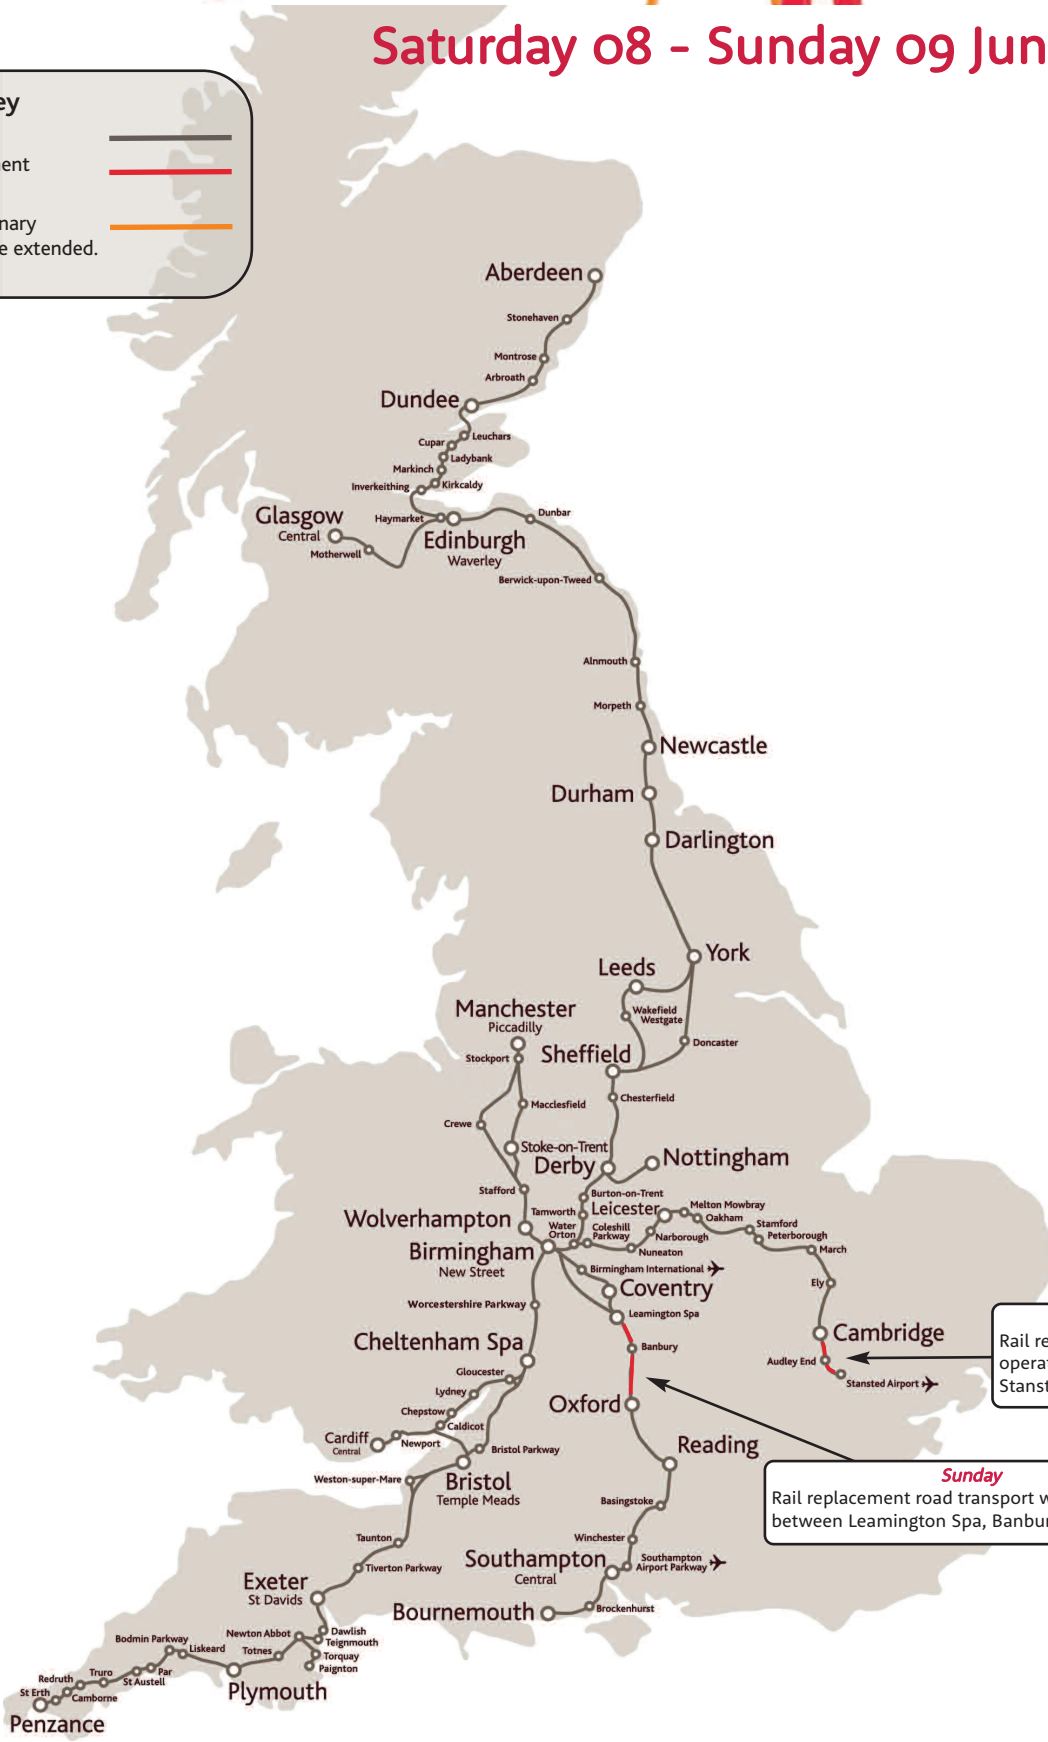 Saturday 08 - Sunday 09 Jun
ey
ent
nary
e extended.
Aberdeen
Stonehaven
Montrose
Arbroath
Dundee
Leuchars
Cupar
Ladybank
Markinch
Kirkcaldy
Inverkeithing
Glasgow
Central
Haymarket
Dunbar
Motherwell
Edinburgh
Waverley
Berwick-upon-Tweed
Alnmouth
Morpeth
Newcastle
Durham
Darlington
York
Leeds
Wakefield
Westgate
Manchester
Piccadilly
Doncaster
Stockport
Sheffield
Chesterfield
Macclesfield
Crewe
Stoke-on-Trent
Derby
Nottingham
Stafford
Burton-on-Trent
Tamworth
Leicester
Melton Mowbray
Oakham
Stamford
Peterborough
Wolverhampton
Water
Orton
Coleshill
Parkway
Narborough
March
Birmingham
New Street
Nuneaton
Birmingham International
Ely
Coventry
Worcestershire Parkway
Leamington Spa
Cambridge
Cheltenham Spa
Banbury
Audley End
Stansted Airport
Rail re
operat
Stanst
Gloucester
Lydney
Oxford
Chepstow
Caldicot
Cardiff
Central
Newport
Bristol Parkway
Reading
Weston-super-Mare
Bristol
Temple Meads
Sunday
Rail replacement road transport w
between Leamington Spa, Banbur
Basingstoke
Taunton
Winchester
Tiverton Parkway
Southampton
Central
Southampton
Airport Parkway
Exeter
St Davids
Bournemouth
Brockenhurst
Dawlish
Newton Abbot
Teignmouth
Bodmin Parkway
Liskeard
Totnes
Torquay
Paignton
Par
St Austell
Truro
Redruth
Plymouth
St Erth
Camborne
Penzance